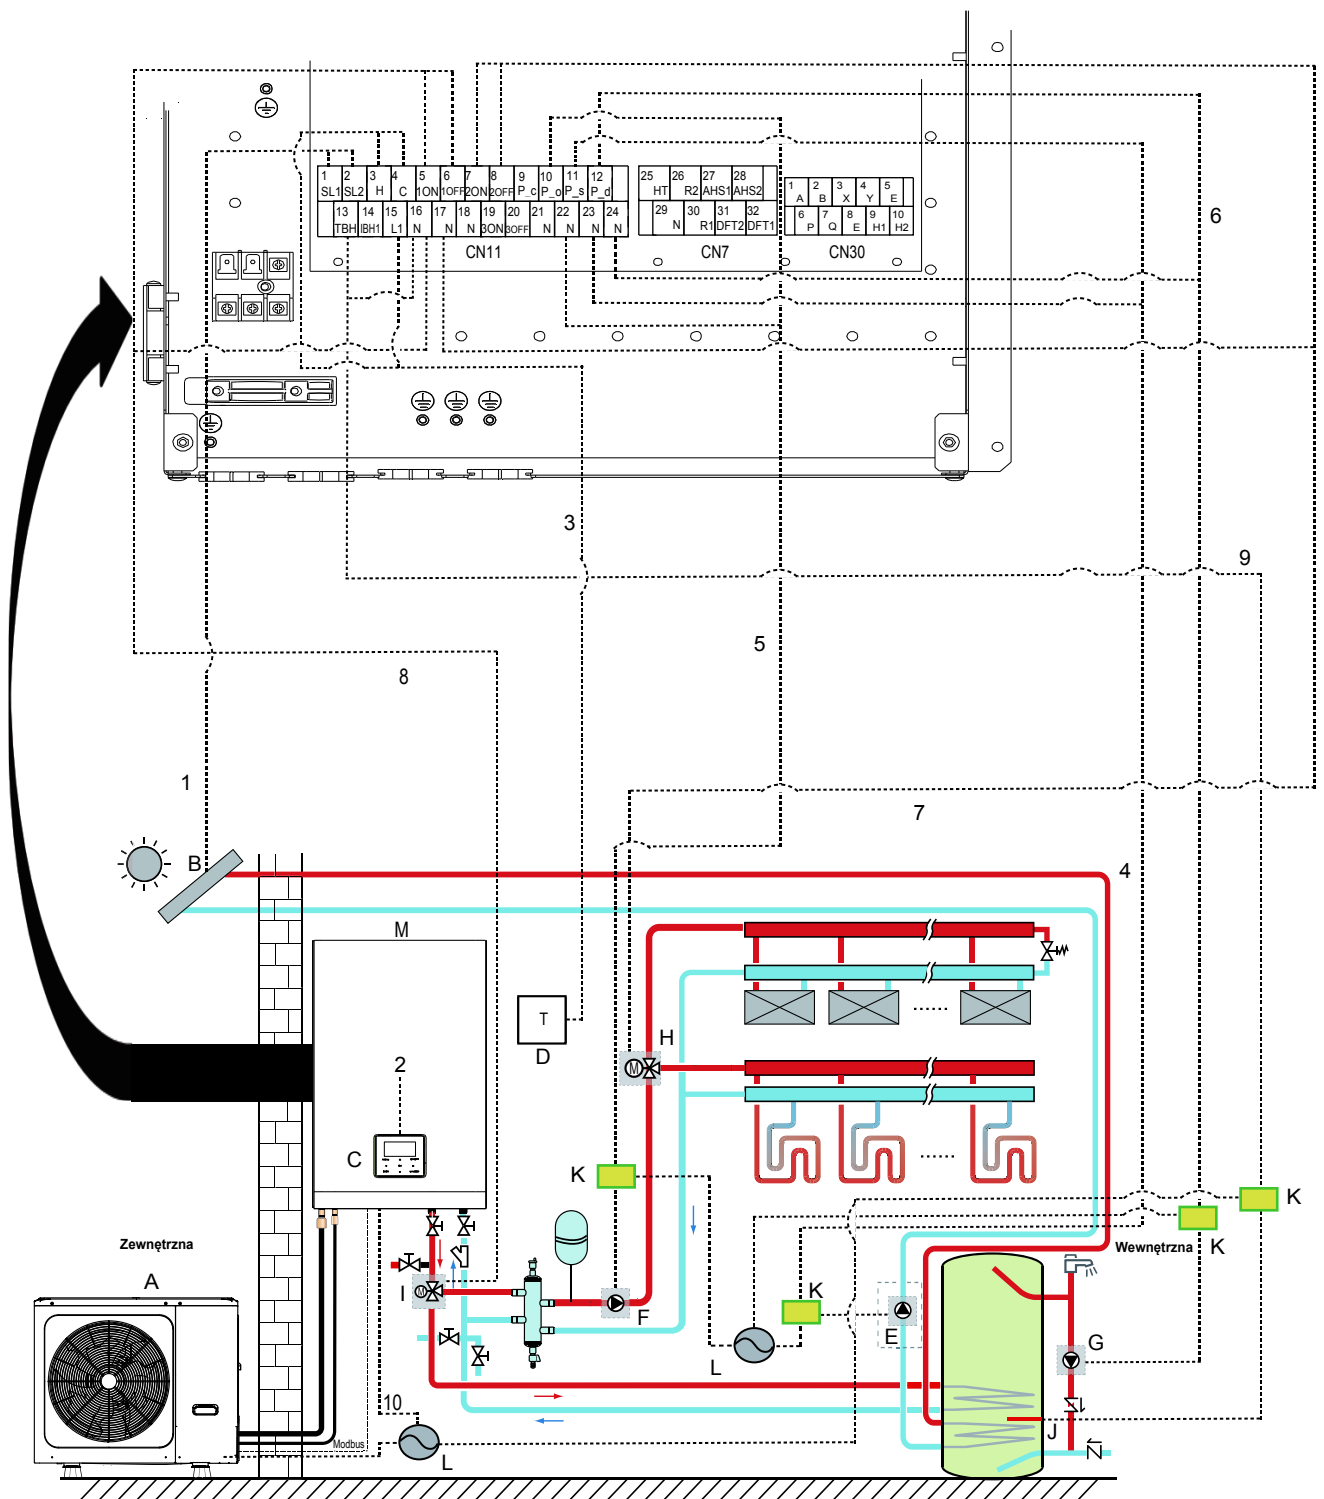 1 2 3 4 5 6 7 8 9 10 11 12
SL1 SL2 H C 1ON 1OFF 2ON 2OFF P_c P_o P_s P_d
13 14 15 16 17 18 19 20 21 22 23 24
TBH IBH1 L1 N N N 3ON 3OFF N N N N
CN11
25 26 27 28
HT R2 AHS1 AHS2
29 30 31 32
N R1 DFT2 DFT1
CN7
1 2 3 4 5
A B X Y E
6 7 8 9 10
P Q E H1 H2
CN30
6
3
9
5
8
1
7
4
B
M
T
D
H
2
C
K
K
K
Zewnętrzna
Wewnętrzna
A
I
F
K
E
G
L
10
J
Modbus
L